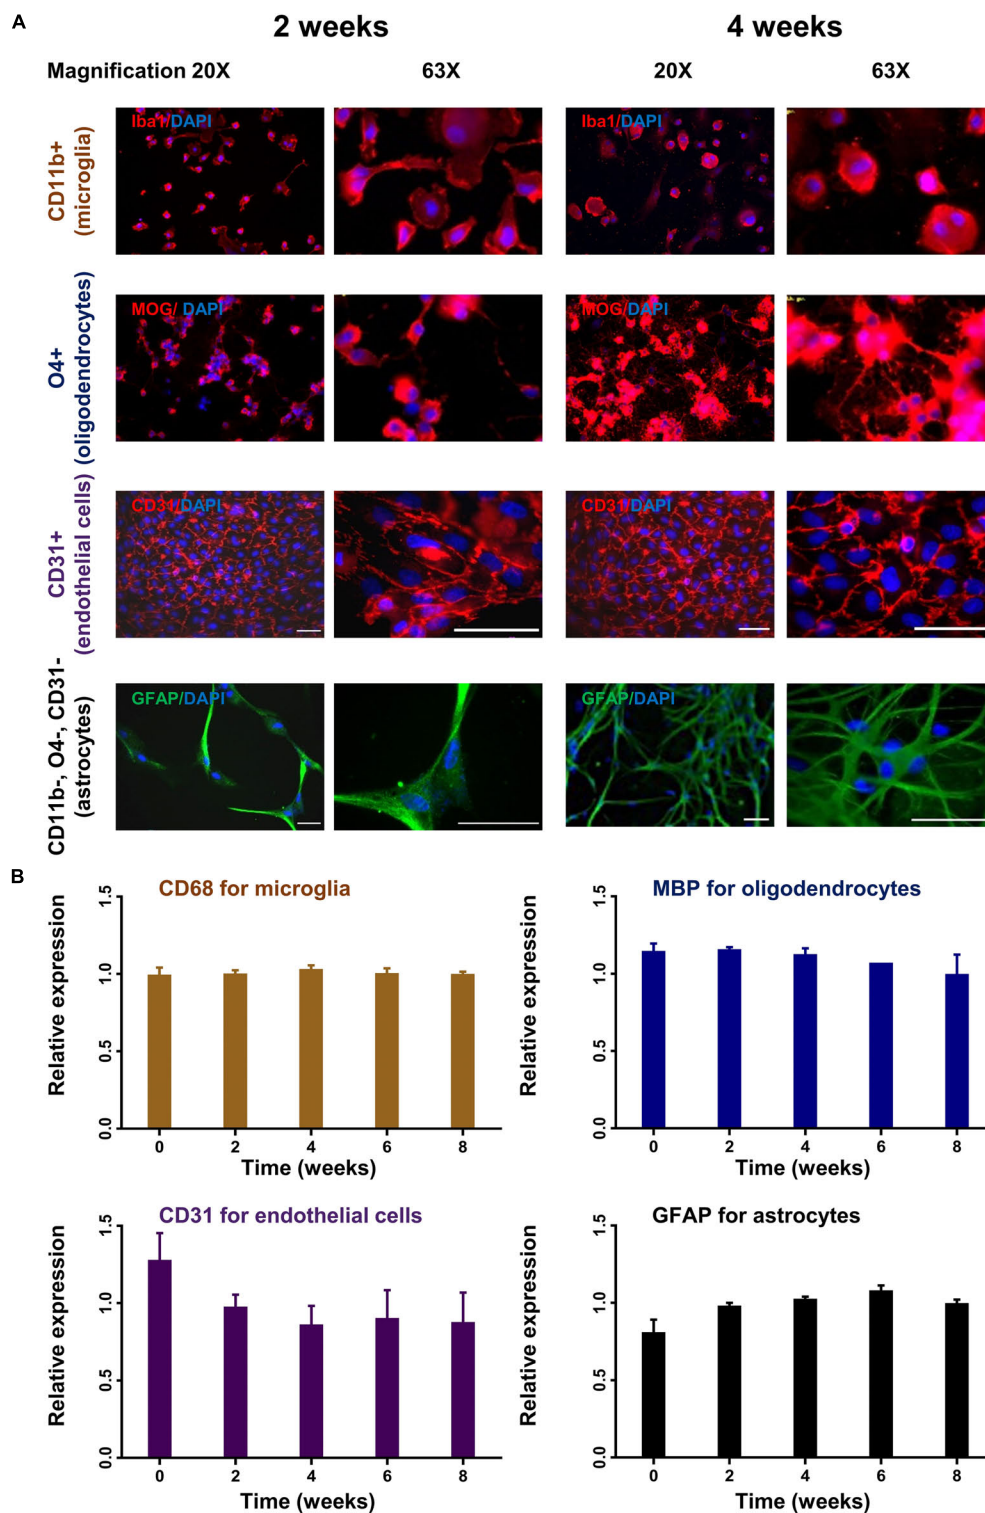 A
2 weeks 4 weeks
Magnification 20X 63X 20X 63X
CD11b+
(microglia)
Iba1/DAPI
Iba1/DAPI
O4+
(oligodendrocytes)
MOG/ DAPI
MOG/DAPI
CD31+
(endothelial cells)
CD31/DAPI
CD31/DAPI
CD11b-, O4-, CD31-
(astrocytes)
GFAP/DAPI
GFAP/DAPI
B
CD68 for microglia
Relative expression
1.5
1.0
0.5
0.0
0 2 4 6 8
Time (weeks)
MBP for oligodendrocytes
Relative expression
1.5
1.0
0.5
0.0
0 2 4 6 8
Time (weeks)
CD31 for endothelial cells
Relative expression
1.5
1.0
0.5
0.0
0 2 4 6 8
Time (weeks)
GFAP for astrocytes
Relative expression
1.5
1.0
0.5
0.0
0 2 4 6 8
Time (weeks)